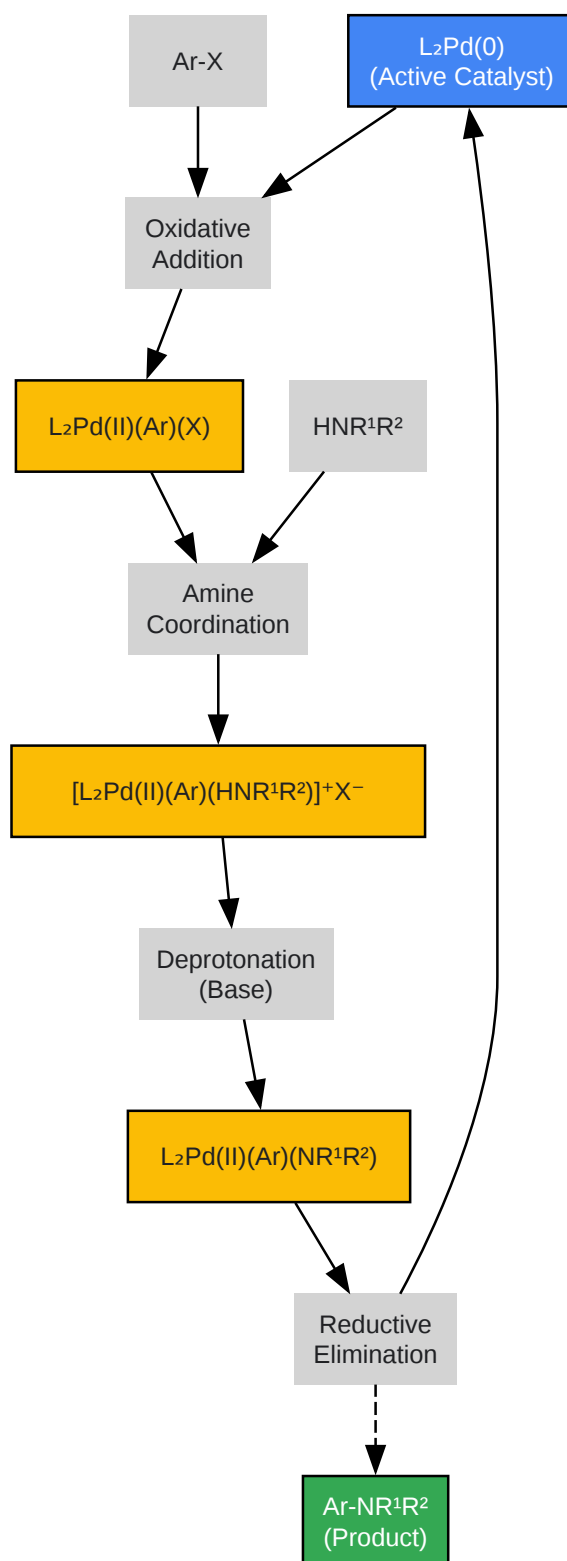 Ar-X
L₂Pd(0)
(Active Catalyst)
Oxidative
Addition
L₂Pd(II)(Ar)(X)
HNR¹R²
Amine
Coordination
[L₂Pd(II)(Ar)(HNR¹R²)]⁺X⁻
Deprotonation
(Base)
L₂Pd(II)(Ar)(NR¹R²)
Reductive
Elimination
Ar-NR¹R²
(Product)